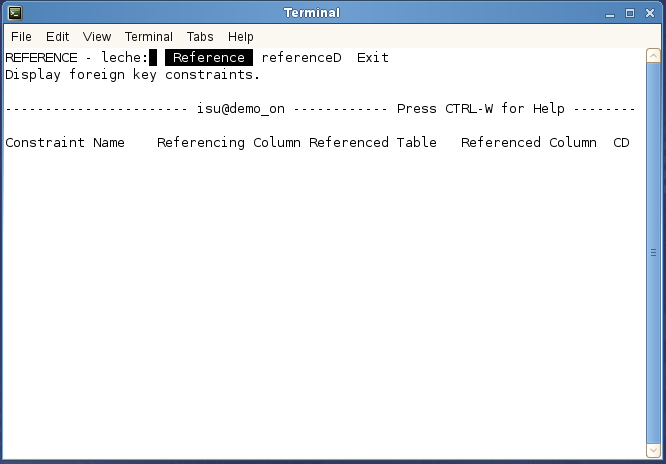 Terminal
File Edit View Terminal Tabs Help
REFERENCE - leche: Reference referenceD Exit
Display foreign key constraints.
----------------------- isu@demo_on ------------ Press CTRL-W for Help --------
Constraint Name Referencing Column Referenced Table Referenced Column CD